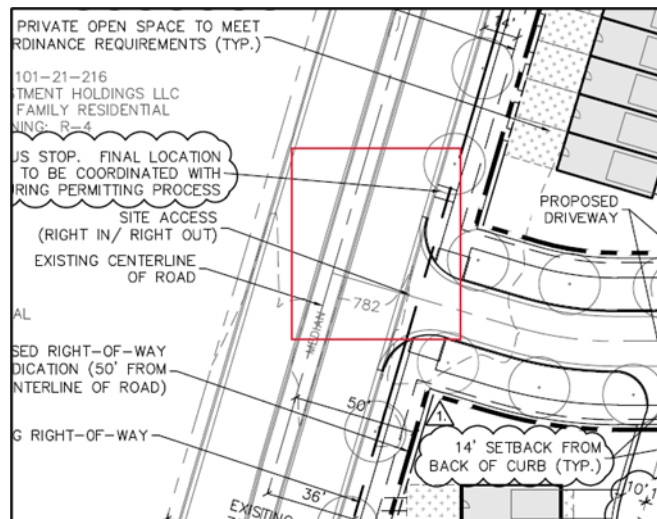 PRIVATE OPEN SPACE TO MEET
RDINANCE REQUIREMENTS (TYP.)
14'
101-21-216
STMENT HOLDINGS LLC
FAMILY RESIDENTIAL
NING: R-4
US STOP. FINAL LOCATION
TO BE COORDINATED WITH
URING PERMITTING PROCESS
SITE ACCESS
(RIGHT IN/ RIGHT OUT)
EXISTING CENTERLINE
OF ROAD
PROPOSED
DRIVEWAY
782
MEDIAN
AL
SED RIGHT-OF-WAY
DICATION (50' FROM
NTERLINE OF ROAD)
50'
1.
G RIGHT-OF-WAY
14' SETBACK FROM
BACK OF CURB (TYP.)
36'
10'
EXISTING